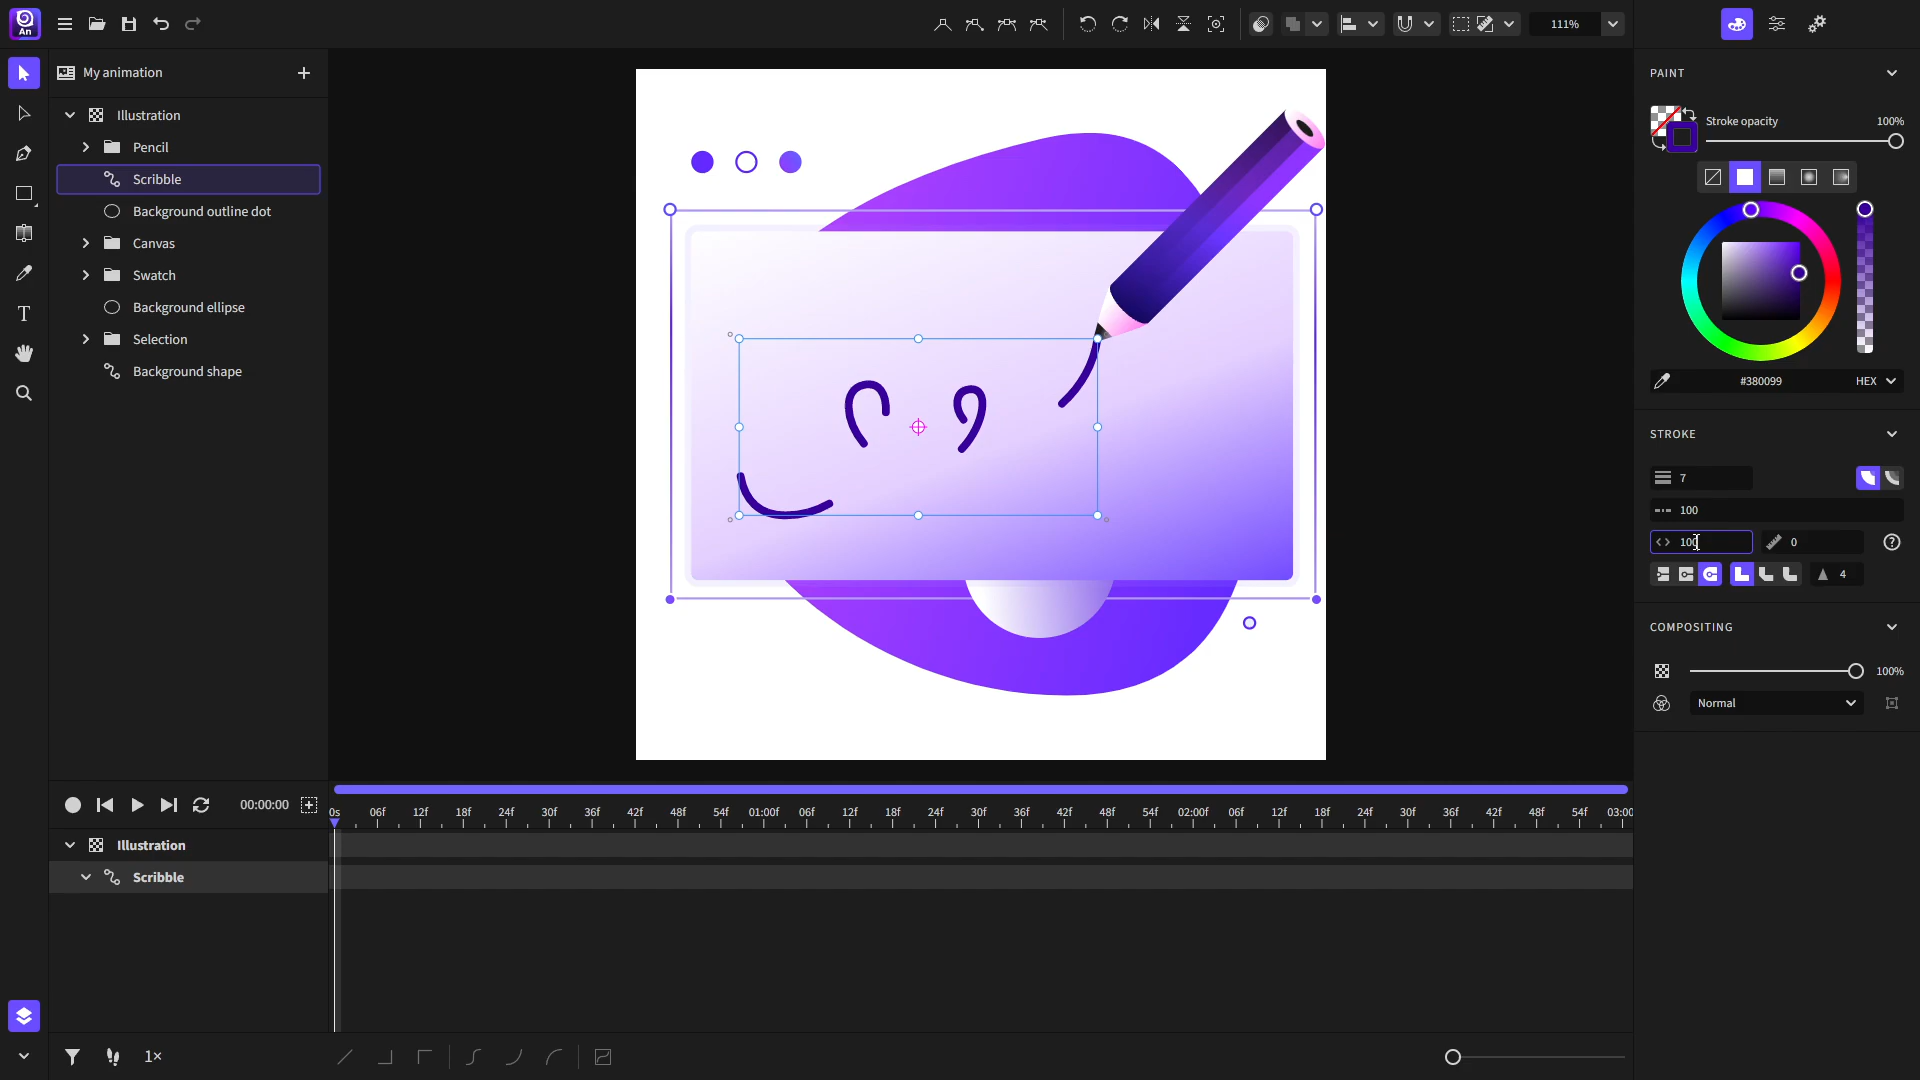 An
My animation
111%
Illustration
Pencil
Scribble
Background outline dot
Canvas
Swatch
Background ellipse
Selection
Background shape
T
PAINT
Stroke opacity 100%
#380099 HEX
STROKE
7
100
100 0 ?
4
COMPOSITING
100%
Normal
00:00:00
0s 06f 12f 18f 24f 30f 36f 42f 48f 54f 01:00f 06f 12f 18f 24f 30f 36f 42f 48f 54f 02:00f 06f 12f 18f 24f 30f 36f 42f 48f 54f 03:00
Illustration
Scribble
1×